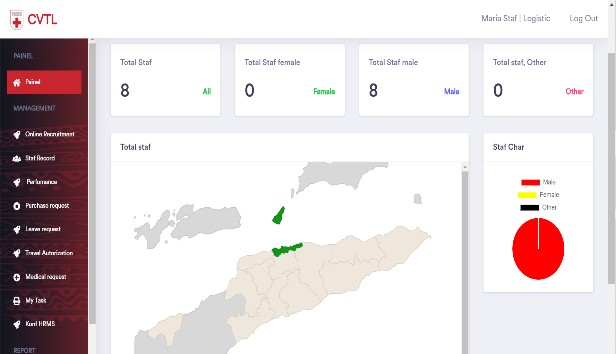 CVTL
Maria Staf | Logistic
Log Out
PAINEL
Painel
MANAGEMENT
Online Recruitment
Staf Record
Perfomance
Purchase request
Leave request
Travel Autorization
Medical request
My Task
Konf HRMS
REPORT
Total Staf
8
All
Total Staf female
0
Female
Total Staf male
8
Male
Total staf, Other
0
Other
Total staf
Staf Char
Male
Female
Other